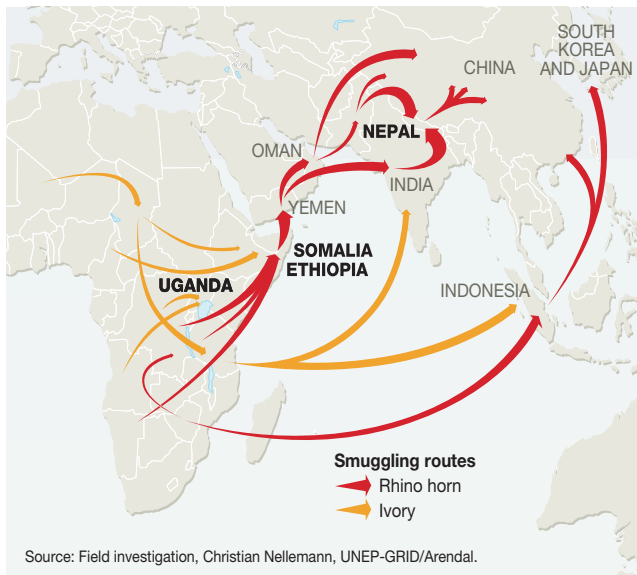 SOUTH
KOREA
AND JAPAN
CHINA
NEPAL
OMAN
INDIA
YEMEN
SOMALIA
ETHIOPIA
UGANDA
INDONESIA
Smuggling routes
Rhino horn
Ivory
Source: Field investigation, Christian Nellemann, UNEP-GRID/Arendal.